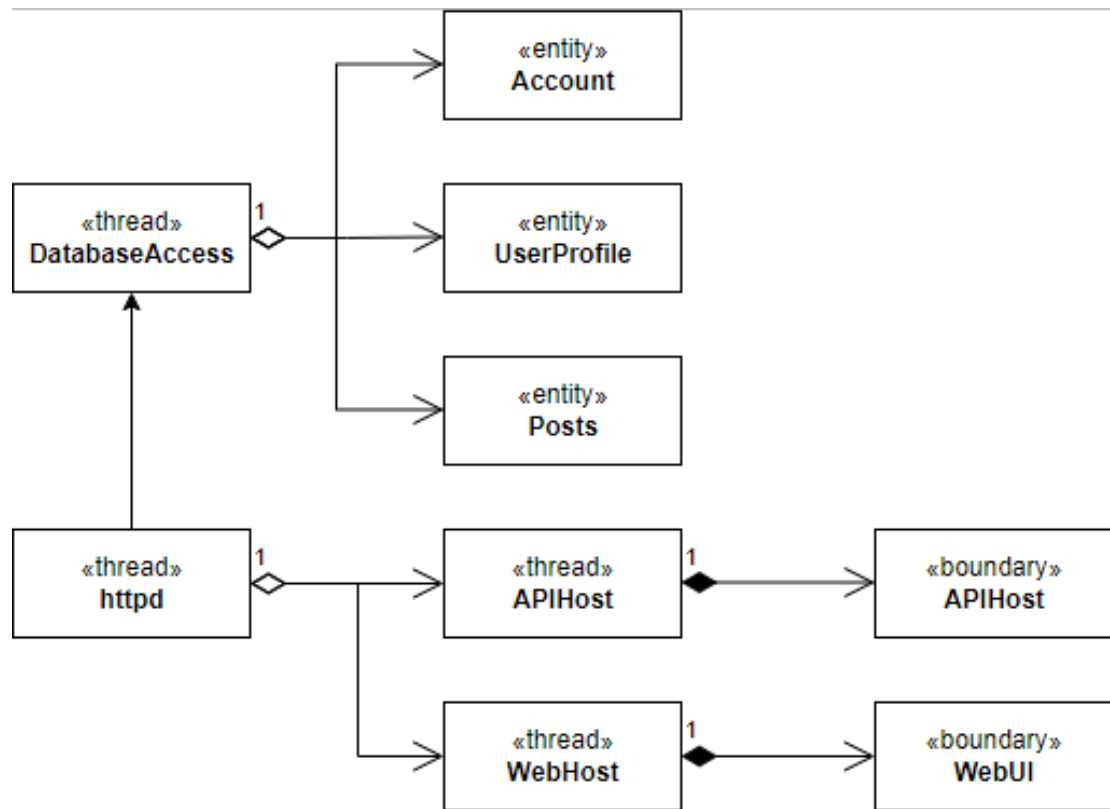 «entity»
Account
«thread»
DatabaseAccess
1
«entity»
UserProfile
«entity»
Posts
«thread»
httpd
1
«thread»
APIHost
1
«boundary»
APIHost
«thread»
WebHost
1
«boundary»
WebUI